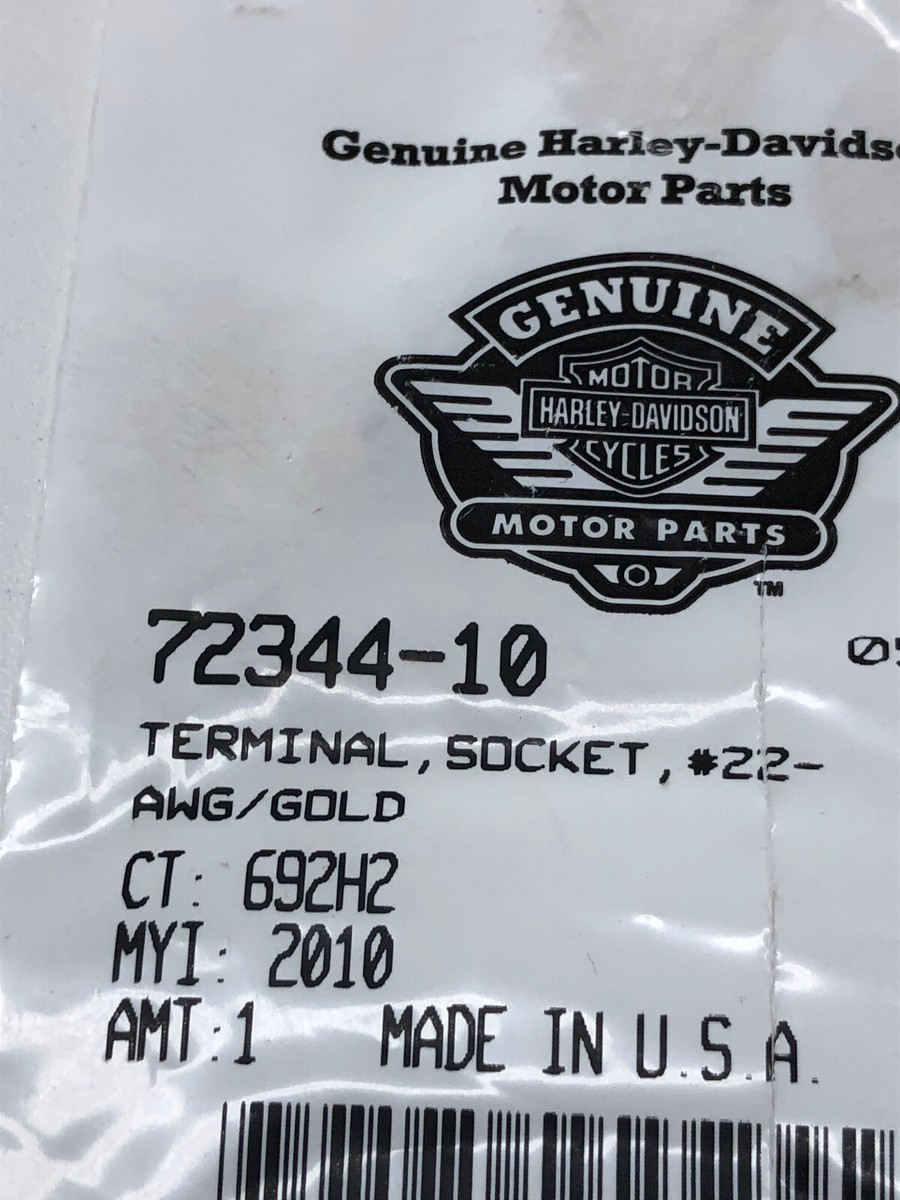 Genuine Harley-Davids
Motor Parts
GENUINE
MOTOR
HARLEY-DAVIDSON
CYCLES
MOTOR PARTS
TM
72344-10
TERMINAL, SOCKET, #22-
AWG/GOLD
CT: 692H2
MYI: 2010
AMT:1 MADE IN U.S.A.